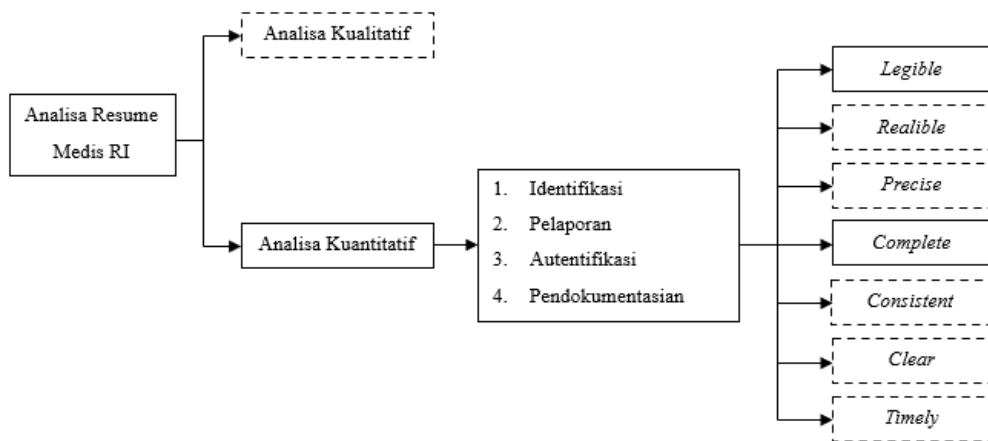 Analisa Kualitatif
Analisa Resume
Medis RI
Analisa Kuantitatif
1. Identifikasi
2. Pelaporan
3. Autentifikasi
4. Pendokumentasian
Legible
Realible
Precise
Complete
Consistent
Clear
Timely